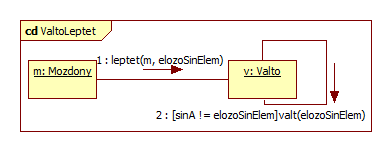 cd ValtoLeptet
1 : leptet(m, elozoSinElem)
m: Mozdony
v: Valto
2 : [sinA != elozoSinElem]valt(elozoSinElem)